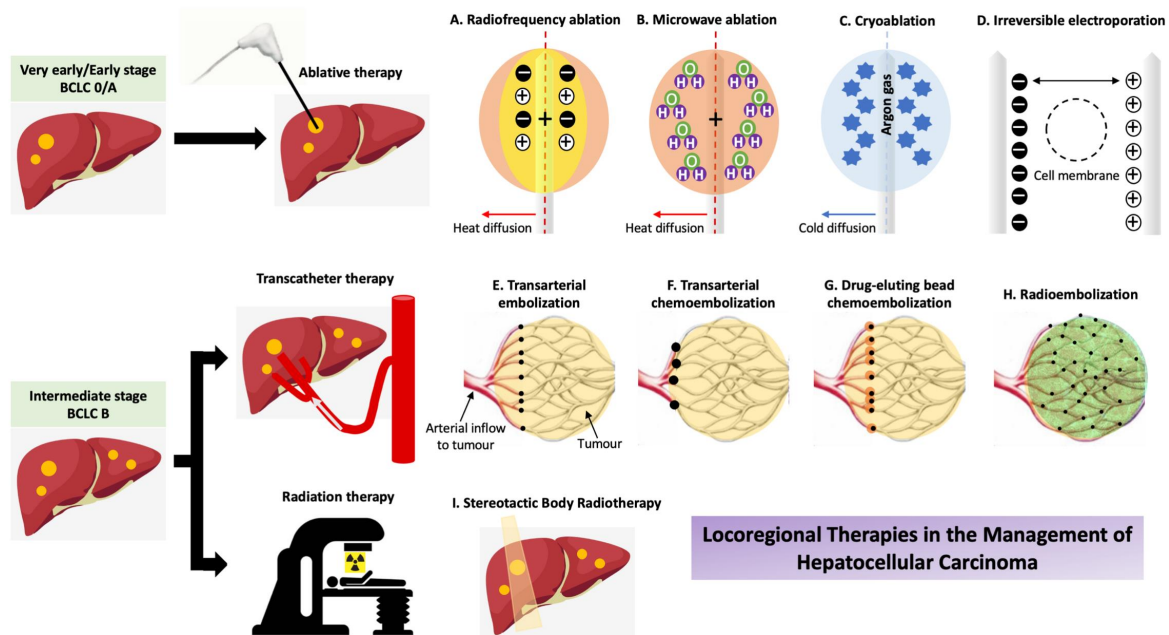 Very early/Early stage
BCLC 0/A
Ablative therapy
A. Radiofrequency ablation
Heat diffusion
B. Microwave ablation
O
H H
O
H H
O
H H
O
H H
O
H H
O
H H
O
H H
O
H H
Heat diffusion
C. Cryoablation
Argon gas
Cold diffusion
D. Irreversible electroporation
Cell membrane
Intermediate stage
BCLC B
Transcatheter therapy
E. Transarterial
embolization
Arterial inflow
to tumour
Tumour
F. Transarterial
chemoembolization
G. Drug-eluting bead
chemoembolization
H. Radioembolization
Radiation therapy
I. Stereotactic Body Radiotherapy
Locoregional Therapies in the Management of
Hepatocellular Carcinoma